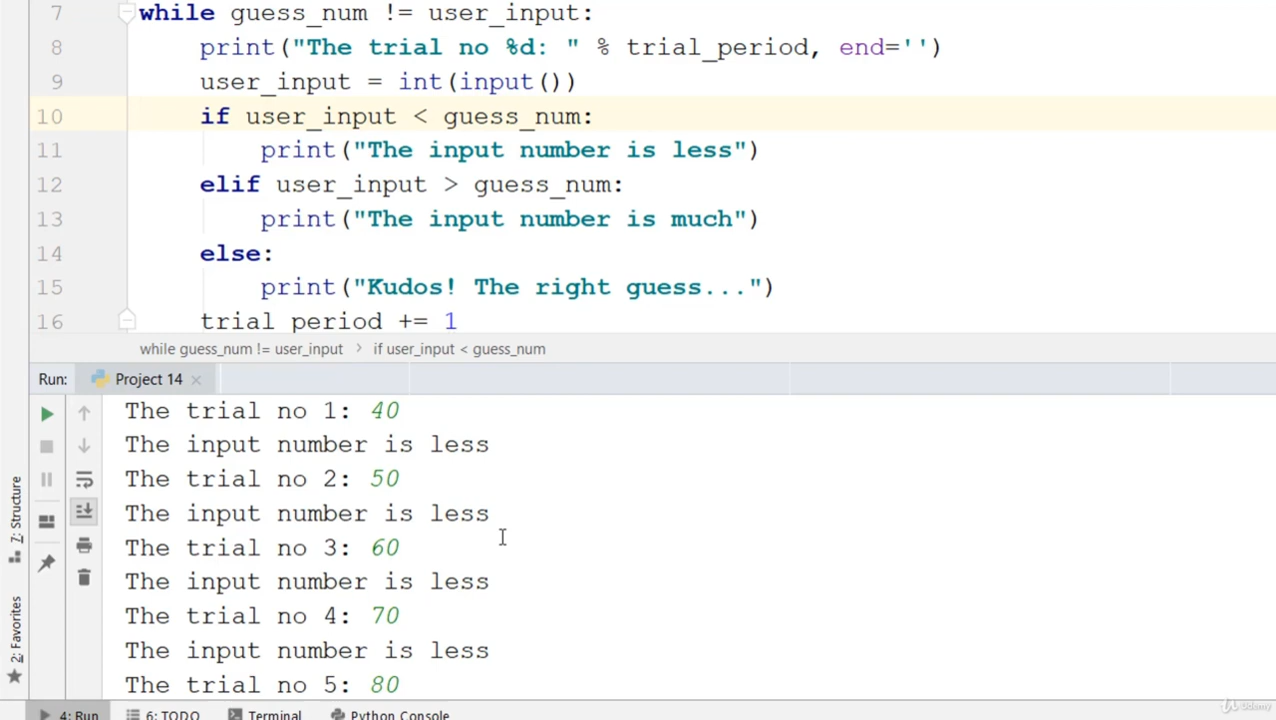 7 while guess_num != user_input:
8 print("The trial no %d: " % trial_period, end='')
9 user_input = int(input())
10 if user_input < guess_num:
11 print("The input number is less")
12 elif user_input > guess_num:
13 print("The input number is much")
14 else:
15 print("Kudos! The right guess...")
16 trial_period += 1
while guess_num != user_input > if user_input < guess_num
Run: Project 14 ×
The trial no 1: 40
The input number is less
The trial no 2: 50
The input number is less
The trial no 3: 60
The input number is less
The trial no 4: 70
The input number is less
The trial no 5: 80
7: Structure
2: Favorites
4: Run 6: TODO Terminal Python Console
Udemy